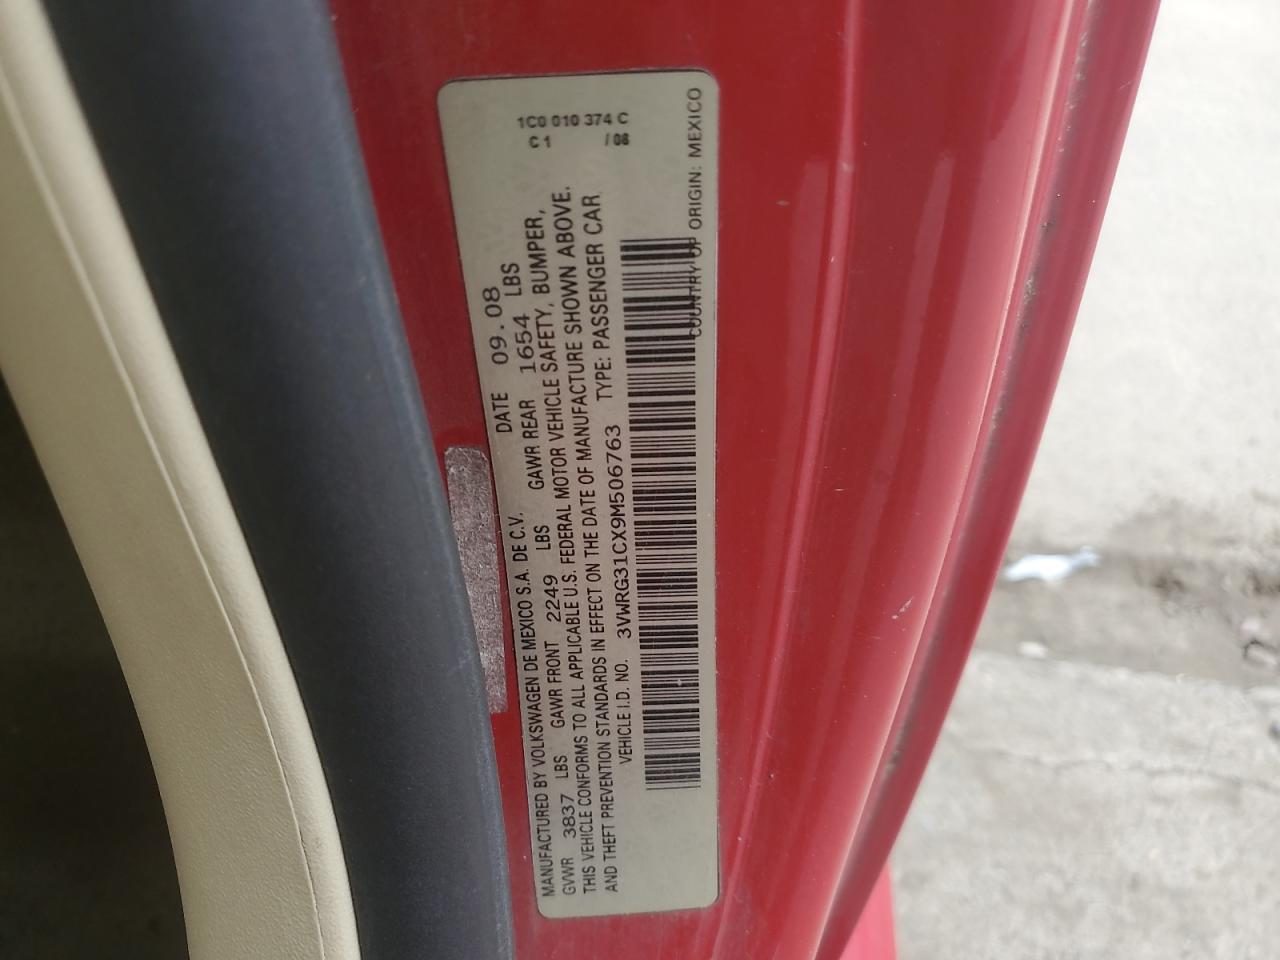 1C0 010 374 C
C 1 / 08
MANUFACTURED BY VOLKSWAGEN DE MEXICO S.A. DE C.V. DATE 09.08
GVWR 3837 LBS GAWR FRONT 2249 LBS GAWR REAR 1654 LBS
THIS VEHICLE CONFORMS TO ALL APPLICABLE U.S. FEDERAL MOTOR VEHICLE SAFETY, BUMPER,
AND THEFT PREVENTION STANDARDS IN EFFECT ON THE DATE OF MANUFACTURE SHOWN ABOVE.
VEHICLE I.D. NO. 3VWRG31CX9M506763 TYPE: PASSENGER CAR
COUNTRY OF ORIGIN: MEXICO